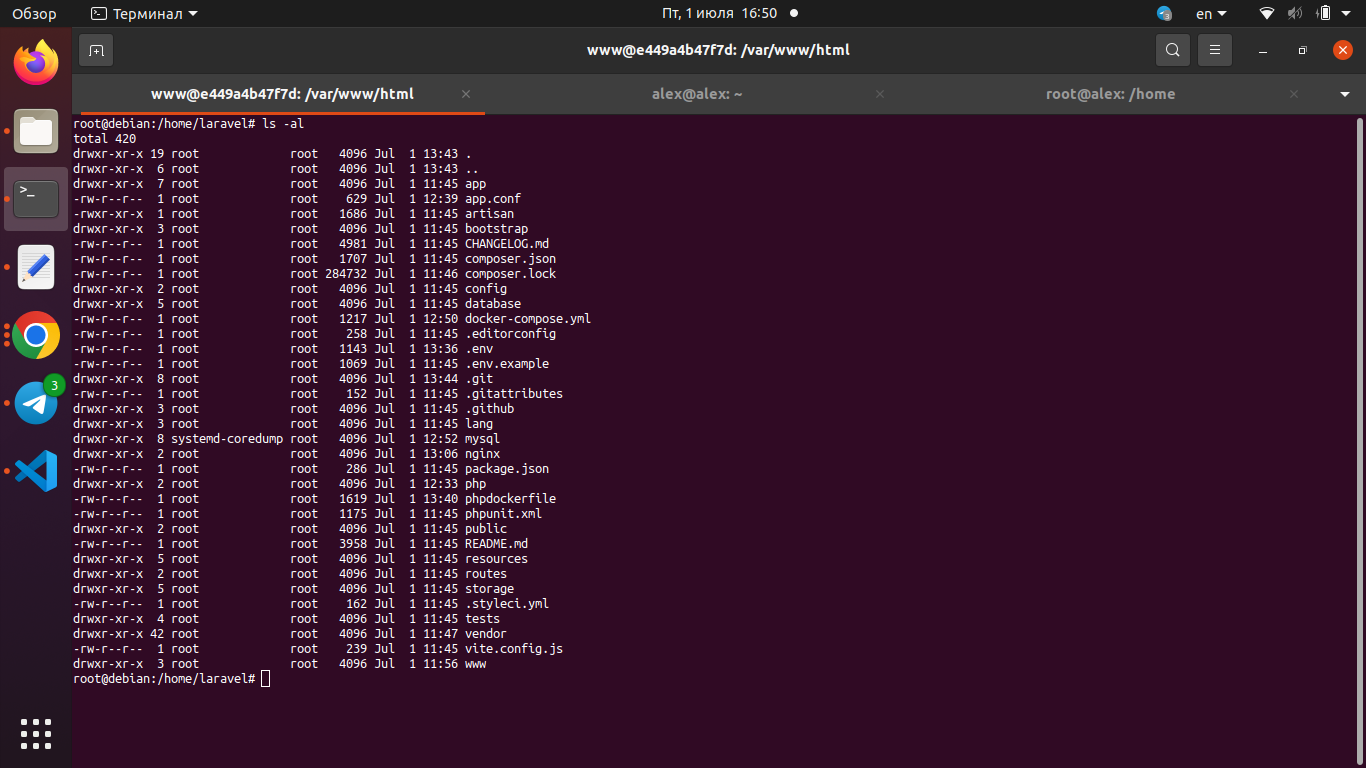 Обзор Терминал Пт, 1 июля 16:50 3 en
www@e449a4b47f7d: /var/www/html
www@e449a4b47f7d: /var/www/html alex@alex: ~ root@alex: /home
root@debian:/home/laravel# ls -al
total 420
drwxr-xr-x 19 root root 4096 Jul 1 13:43 .
drwxr-xr-x 6 root root 4096 Jul 1 13:43 ..
drwxr-xr-x 7 root root 4096 Jul 1 11:45 app
-rw-r--r-- 1 root root 629 Jul 1 12:39 app.conf
-rwxr-xr-x 1 root root 1686 Jul 1 11:45 artisan
drwxr-xr-x 3 root root 4096 Jul 1 11:45 bootstrap
-rw-r--r-- 1 root root 4981 Jul 1 11:45 CHANGELOG.md
-rw-r--r-- 1 root root 1707 Jul 1 11:45 composer.json
-rw-r--r-- 1 root root 284732 Jul 1 11:46 composer.lock
drwxr-xr-x 2 root root 4096 Jul 1 11:45 config
drwxr-xr-x 5 root root 4096 Jul 1 11:45 database
-rw-r--r-- 1 root root 1217 Jul 1 12:50 docker-compose.yml
-rw-r--r-- 1 root root 258 Jul 1 11:45 .editorconfig
-rw-r--r-- 1 root root 1143 Jul 1 13:36 .env
-rw-r--r-- 1 root root 1069 Jul 1 11:45 .env.example
drwxr-xr-x 8 root root 4096 Jul 1 13:44 .git
-rw-r--r-- 1 root root 152 Jul 1 11:45 .gitattributes
drwxr-xr-x 3 root root 4096 Jul 1 11:45 .github
drwxr-xr-x 3 root root 4096 Jul 1 11:45 lang
drwxr-xr-x 8 systemd-coredump root 4096 Jul 1 12:52 mysql
drwxr-xr-x 2 root root 4096 Jul 1 13:06 nginx
-rw-r--r-- 1 root root 286 Jul 1 11:45 package.json
drwxr-xr-x 2 root root 4096 Jul 1 12:33 php
-rw-r--r-- 1 root root 1619 Jul 1 13:40 phpdockerfile
-rw-r--r-- 1 root root 1175 Jul 1 11:45 phpunit.xml
drwxr-xr-x 2 root root 4096 Jul 1 11:45 public
-rw-r--r-- 1 root root 3958 Jul 1 11:45 README.md
drwxr-xr-x 5 root root 4096 Jul 1 11:45 resources
drwxr-xr-x 2 root root 4096 Jul 1 11:45 routes
drwxr-xr-x 5 root root 4096 Jul 1 11:45 storage
-rw-r--r-- 1 root root 162 Jul 1 11:45 .styleci.yml
drwxr-xr-x 4 root root 4096 Jul 1 11:45 tests
drwxr-xr-x 42 root root 4096 Jul 1 11:47 vendor
-rw-r--r-- 1 root root 239 Jul 1 11:45 vite.config.js
drwxr-xr-x 3 root root 4096 Jul 1 11:56 www
root@debian:/home/laravel#
>_
3